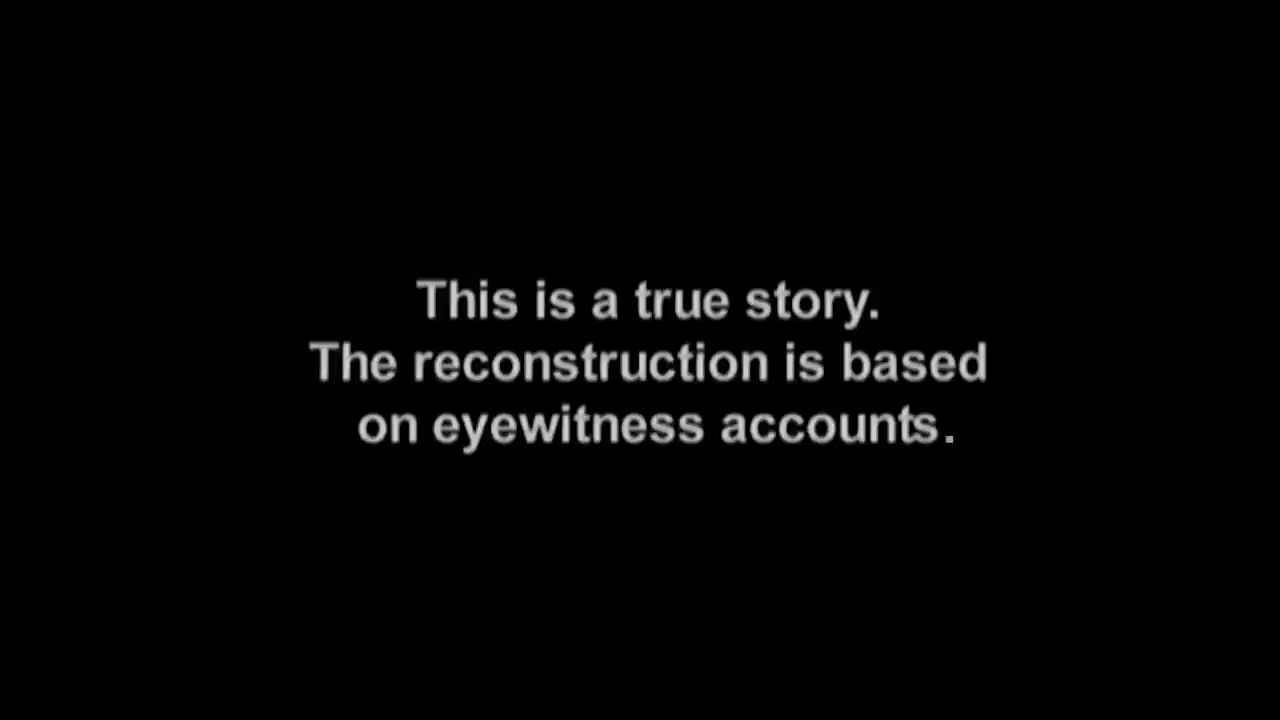 This is a true story.
The reconstruction is based
on eyewitness accounts.